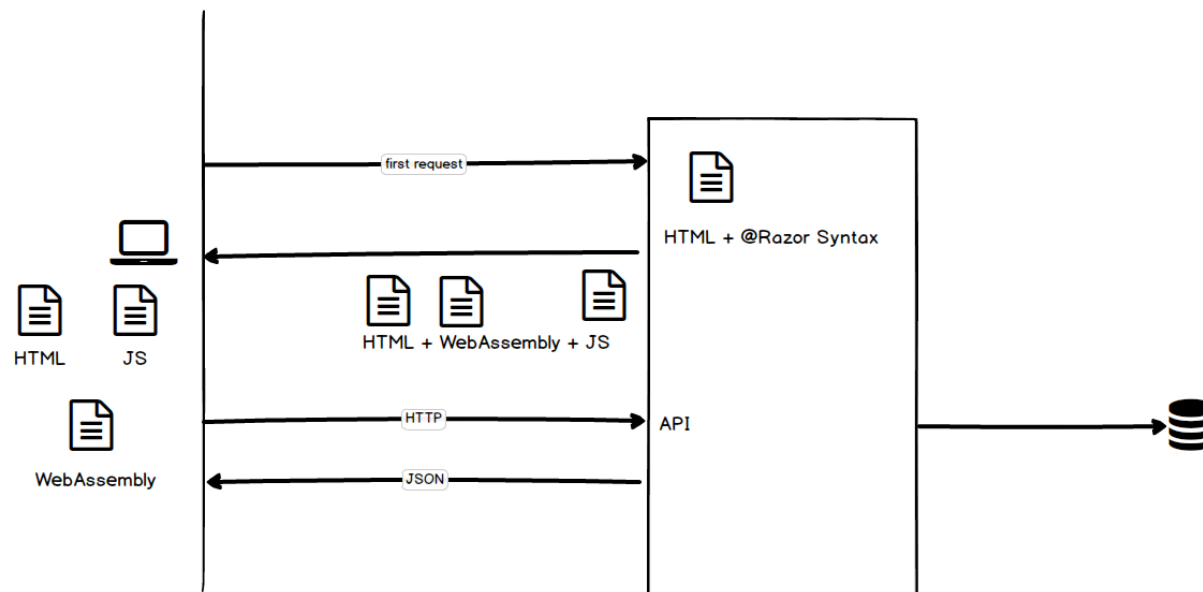 first request
HTML + @Razor Syntax
HTML + WebAssembly + JS
HTML
JS
HTTP
API
WebAssembly
JSON